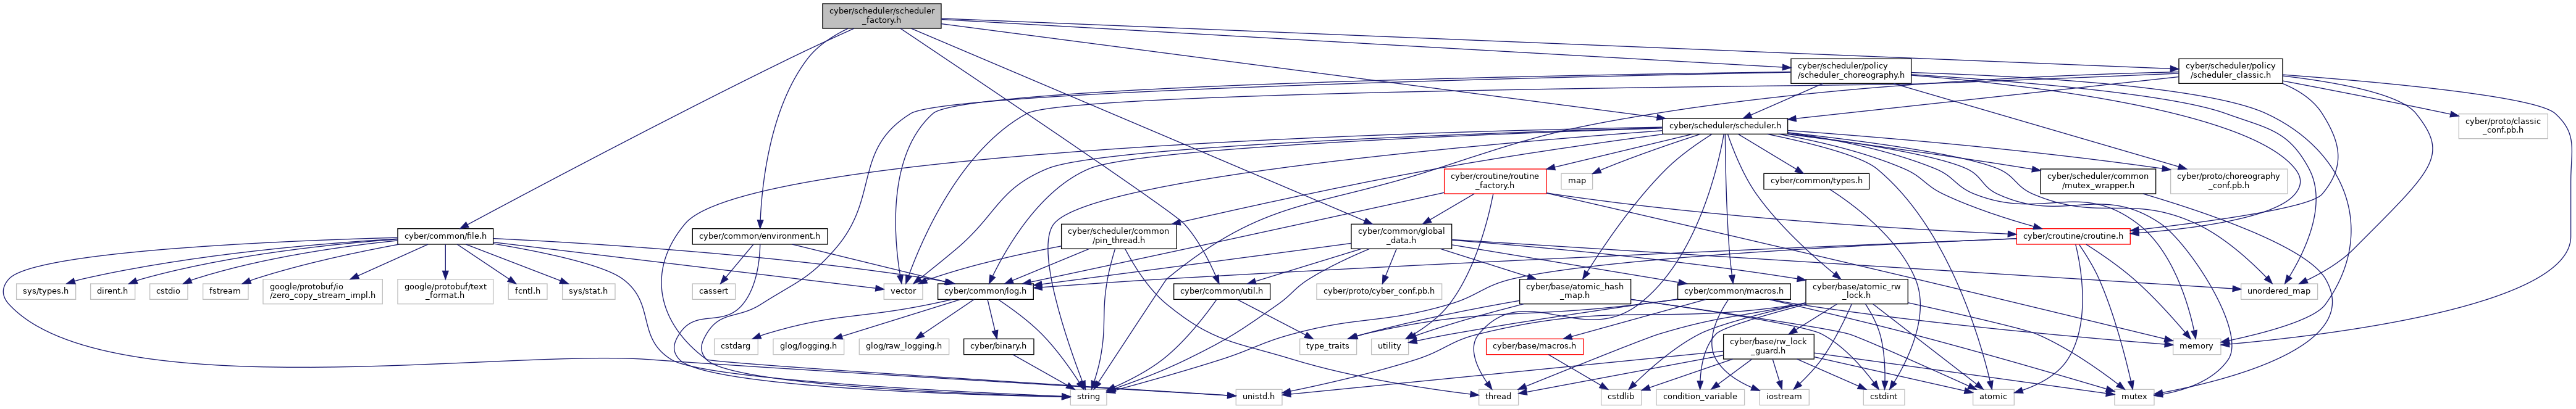 cyber/scheduler/scheduler
_factory.h
cyber/scheduler/policy
/scheduler_choreography.h
cyber/scheduler/policy
/scheduler_classic.h
cyber/scheduler/scheduler.h
cyber/proto/classic
_conf.pb.h
cyber/croutine/routine
_factory.h
map
cyber/common/types.h
cyber/scheduler/common
/mutex_wrapper.h
cyber/proto/choreography
_conf.pb.h
cyber/common/file.h
cyber/common/environment.h
cyber/scheduler/common
/pin_thread.h
cyber/common/global
_data.h
cyber/croutine/croutine.h
sys/types.h
dirent.h
cstdio
fstream
google/protobuf/io
/zero_copy_stream_impl.h
google/protobuf/text
_format.h
fcntl.h
sys/stat.h
cassert
vector
cyber/common/log.h
cyber/common/util.h
cyber/proto/cyber_conf.pb.h
cyber/base/atomic_hash
_map.h
cyber/common/macros.h
cyber/base/atomic_rw
_lock.h
unordered_map
cstdarg
glog/logging.h
glog/raw_logging.h
cyber/binary.h
type_traits
utility
cyber/base/macros.h
cyber/base/rw_lock
_guard.h
memory
string
unistd.h
thread
cstdlib
condition_variable
iostream
cstdint
atomic
mutex